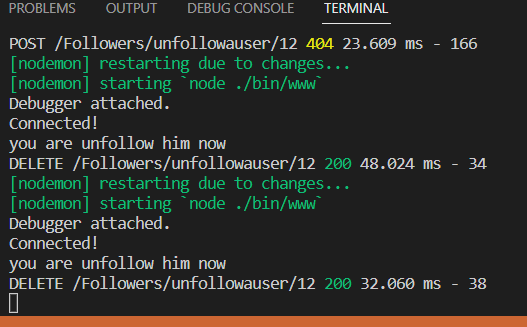 PROBLEMS OUTPUT DEBUG CONSOLE TERMINAL
POST /Followers/unfollowauser/12 404 23.609 ms - 166
[nodemon] restarting due to changes...
[nodemon] starting `node ./bin/www`
Debugger attached.
Connected!
you are unfollow him now
DELETE /Followers/unfollowauser/12 200 48.024 ms - 34
[nodemon] restarting due to changes...
[nodemon] starting `node ./bin/www`
Debugger attached.
Connected!
you are unfollow him now
DELETE /Followers/unfollowauser/12 200 32.060 ms - 38